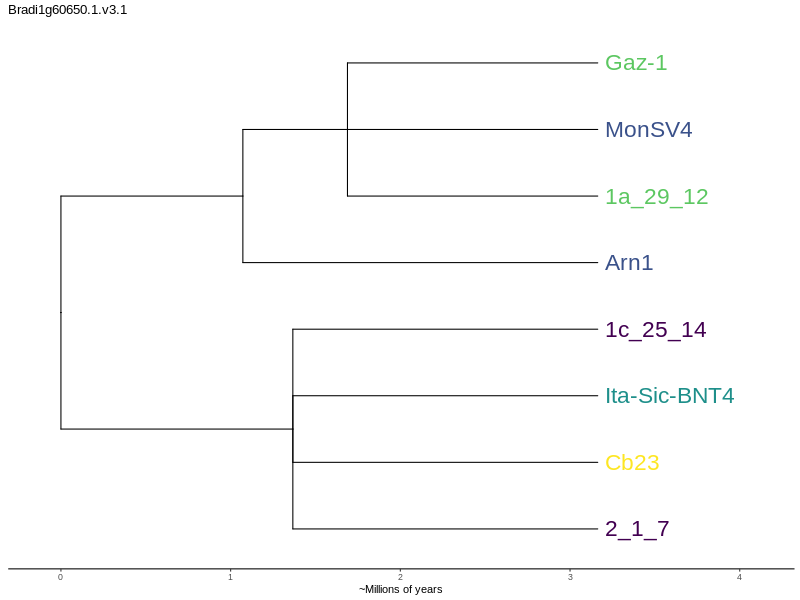 Bradi1g60650.1.v3.1
Gaz-1
MonSV4
1a_29_12
Arn1
1c_25_14
Ita-Sic-BNT4
Cb23
2_1_7
0 1 2 3 4
~Millions of years